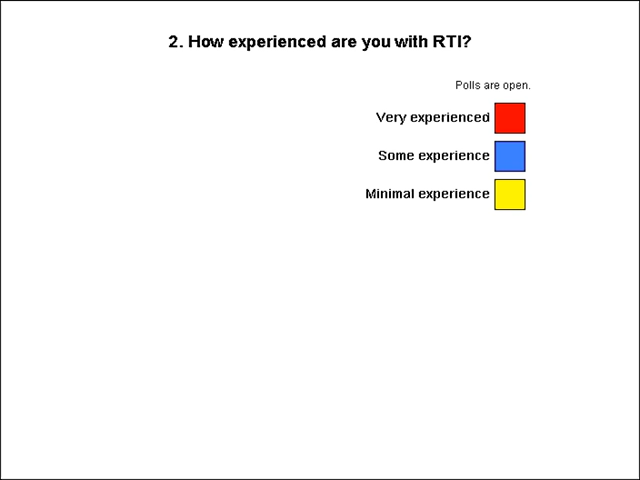 2. How experienced are you with RTI?
Polls are open.
Very experienced
Some experience
Minimal experience